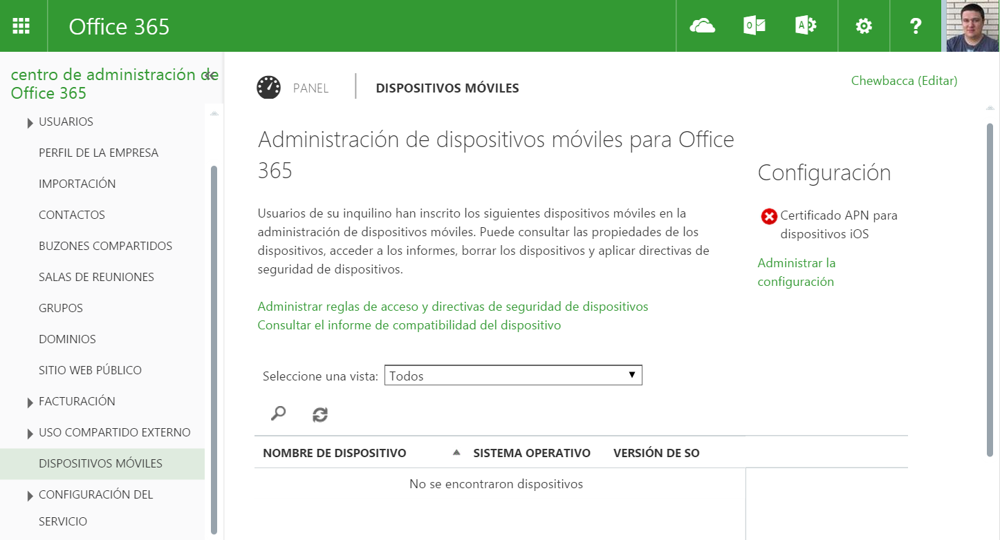 Office 365
centro de administración de
Office 365
USUARIOS
PERFIL DE LA EMPRESA
IMPORTACIÓN
CONTACTOS
BUZONES COMPARTIDOS
SALAS DE REUNIONES
GRUPOS
DOMINIOS
SITIO WEB PÚBLICO
FACTURACIÓN
USO COMPARTIDO EXTERNO
DISPOSITIVOS MÓVILES
CONFIGURACIÓN DEL
SERVICIO
PANEL
DISPOSITIVOS MÓVILES
Chewbacca (Editar)
Administración de dispositivos móviles para Office
365
Usuarios de su inquilino han inscrito los siguientes dispositivos móviles en la
administración de dispositivos móviles. Puede consultar las propiedades de los
dispositivos, acceder a los informes, borrar los dispositivos y aplicar directivas de
seguridad de dispositivos.
Administrar reglas de acceso y directivas de seguridad de dispositivos
Consultar el informe de compatibilidad del dispositivo
Seleccione una vista: Todos
NOMBRE DE DISPOSITIVO SISTEMA OPERATIVO VERSIÓN DE SO
No se encontraron dispositivos
Configuración
Certificado APN para
dispositivos iOS
Administrar la
configuración